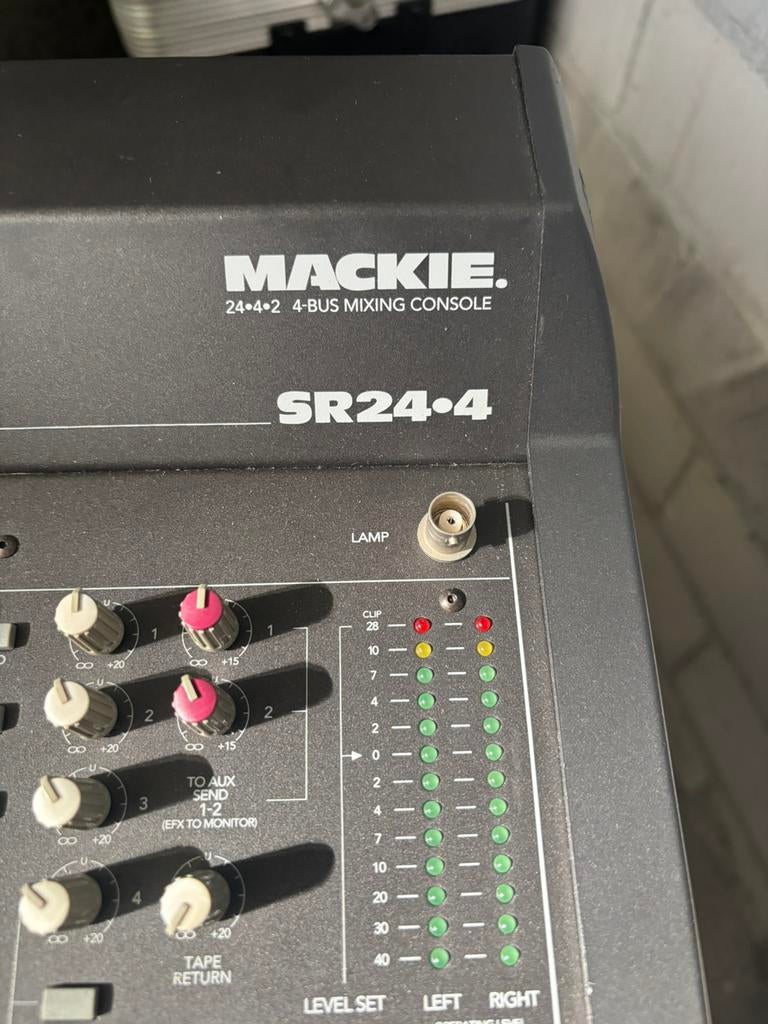 MACKIE.
24•4•2 4-BUS MIXING CONSOLE
SR24•4
LAMP
U
∞ +20
1
+15
1
CLIP
28
10
7
4
2
0
2
4
7
10
20
30
40
U
∞ +20
2
∞ +15
2
U
∞ +20
3
TO AUX
SEND
1-2
(EFX TO MONITOR)
U
∞ +20
4
U
∞ +20
TAPE
RETURN
LEVEL SET
LEFT RIGHT
OPERATING LEVEL